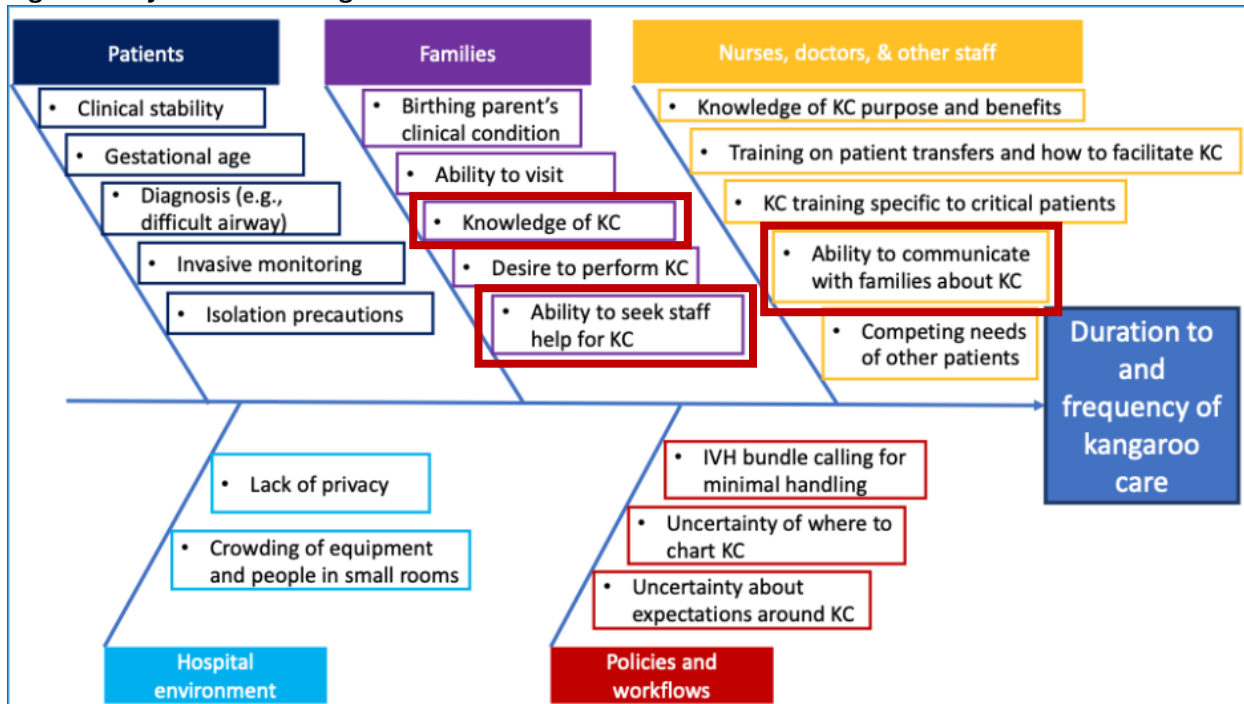 Patients
• Clinical stability
• Gestational age
• Diagnosis (e.g.,
difficult airway)
• Invasive monitoring
• Isolation precautions
Families
• Birthing parent's
clinical condition
• Ability to visit
• Knowledge of KC
• Desire to perform KC
• Ability to seek staff
help for KC
Nurses, doctors, & other staff
• Knowledge of KC purpose and benefits
• Training on patient transfers and how to facilitate KC
• KC training specific to critical patients
• Ability to communicate
with families about KC
• Competing needs
of other patients
Duration to
and
frequency of
kangaroo
care
• Lack of privacy
• Crowding of equipment
and people in small rooms
Hospital
environment
• IVH bundle calling for
minimal handling
• Uncertainty of where to
chart KC
• Uncertainty about
expectations around KC
Policies and
workflows